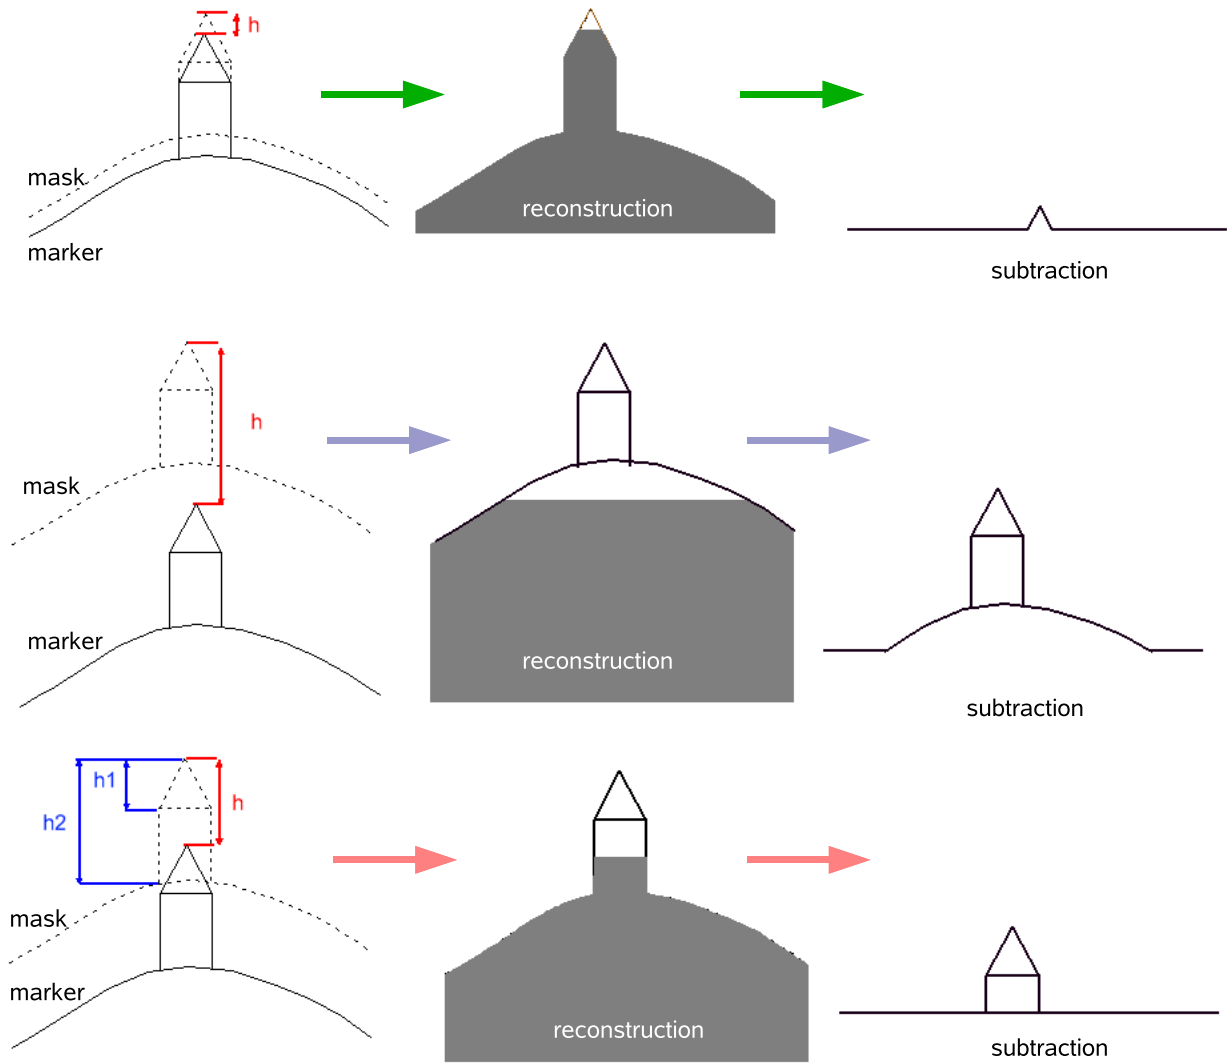 h
mask
reconstruction
marker
subtraction
h
mask
marker
reconstruction
subtraction
h1
h
h2
mask
marker
reconstruction
subtraction